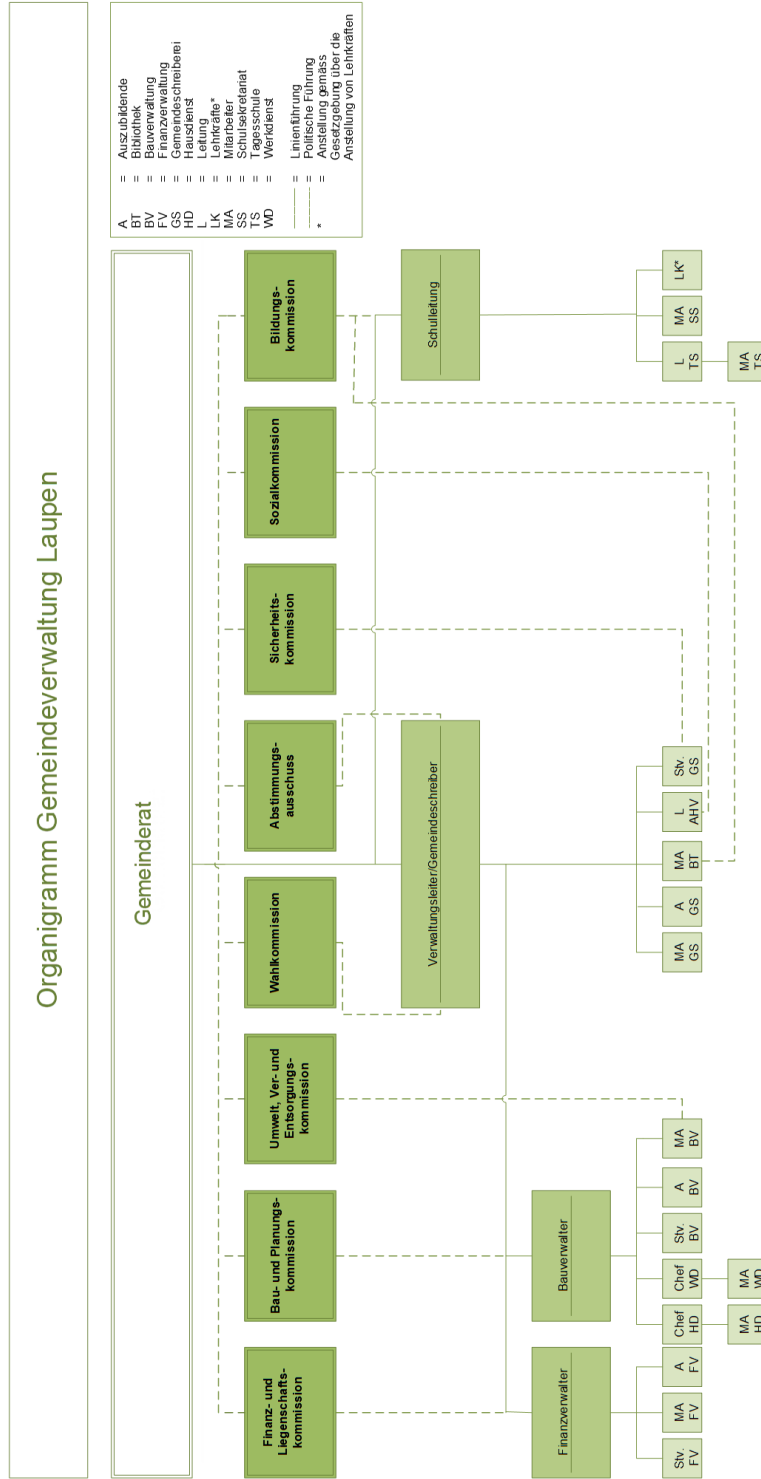 Organigramm Gemeindeverwaltung Laupen
Gemeinderat
A = Auszubildende
BT = Bibliothek
BV = Bauverwaltung
FV = Finanzverwaltung
GS = Gemeindeschreiberei
HD = Hausdienst
L = Leitung
LK = Lehrkräfte*
MA = Mitarbeiter
SS = Schulsekretariat
TS = Tagesschule
WD = Werkdienst
= Linienführung
= Politische Führung
* = Anstellung gemäss
Gesetzgebung über die
Anstellung von Lehrkräften
Finanz- und
Liegenschafts-
kommission
Bau- und Planungs-
kommission
Umwelt, Ver- und
Entsorgungs-
kommission
Wahlkommission
Abstimmungs-
ausschuss
Sicherheits-
kommission
Sozialkommission
Bildungs-
kommission
Verwaltungsleiter/Gemeindeschreiber
Schulleitung
Finanzverwalter
Bauverwalter
Stv.
FV
MA
FV
A
FV
Chef
HD
Chef
WD
Stv.
BV
A
BV
MA
BV
MA
GS
A
GS
MA
BT
L
AHV
Stv.
GS
L
TS
MA
SS
LK*
MA
HD
MA
WD
MA
TS